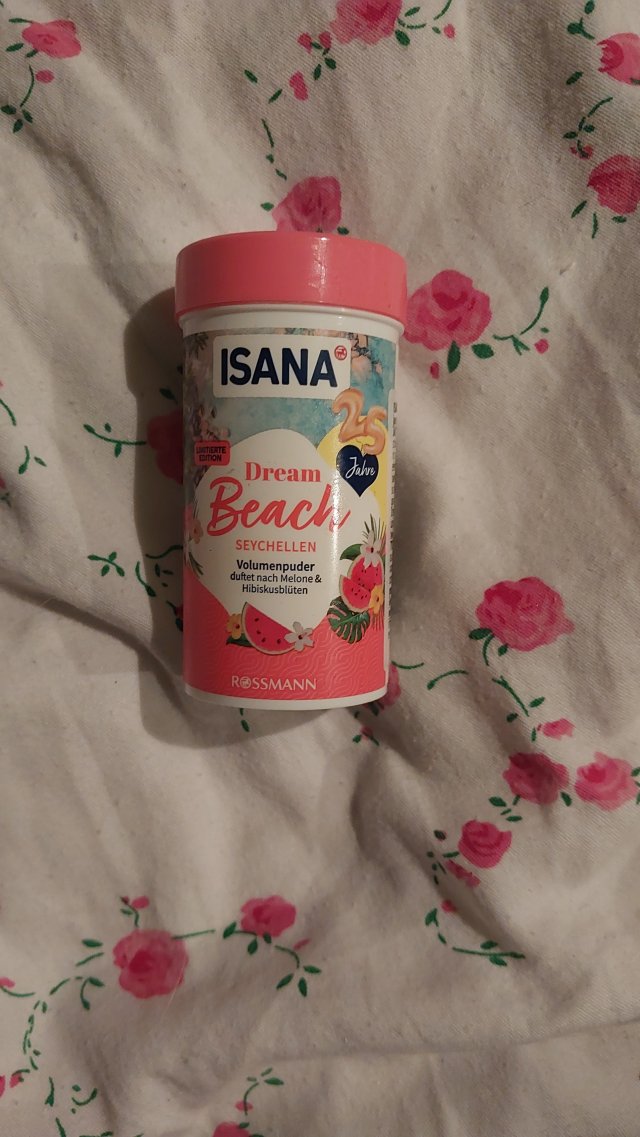 ISANA
25
Jahre
LIMITIERTE
EDITION
Dream
Beach
SEYCHELLEN
Volumenpuder
duftet nach Melone &
Hibiskusblüten
ROSSMANN